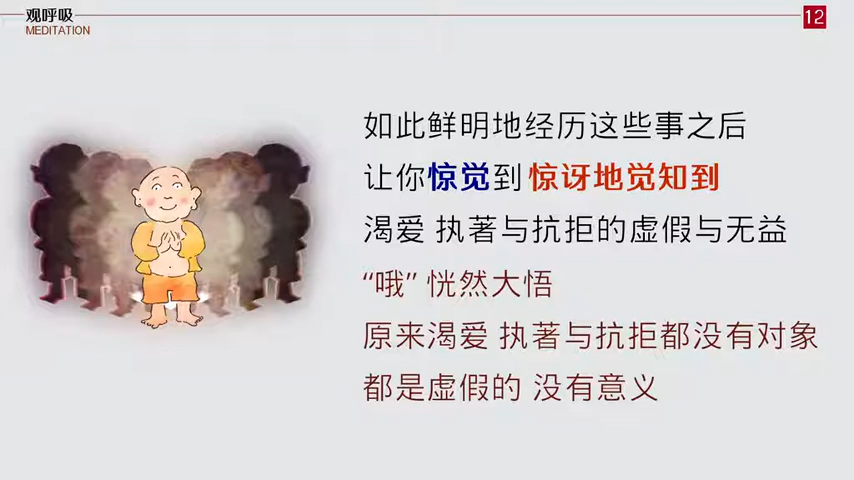 观呼吸
MEDITATION
12
如此鲜明地经历这些事之后
让你惊觉到 惊讶地觉知到
渴爱 执著与抗拒的虚假与无益
“哦” 恍然大悟
原来渴爱 执著与抗拒都没有对象
都是虚假的 没有意义